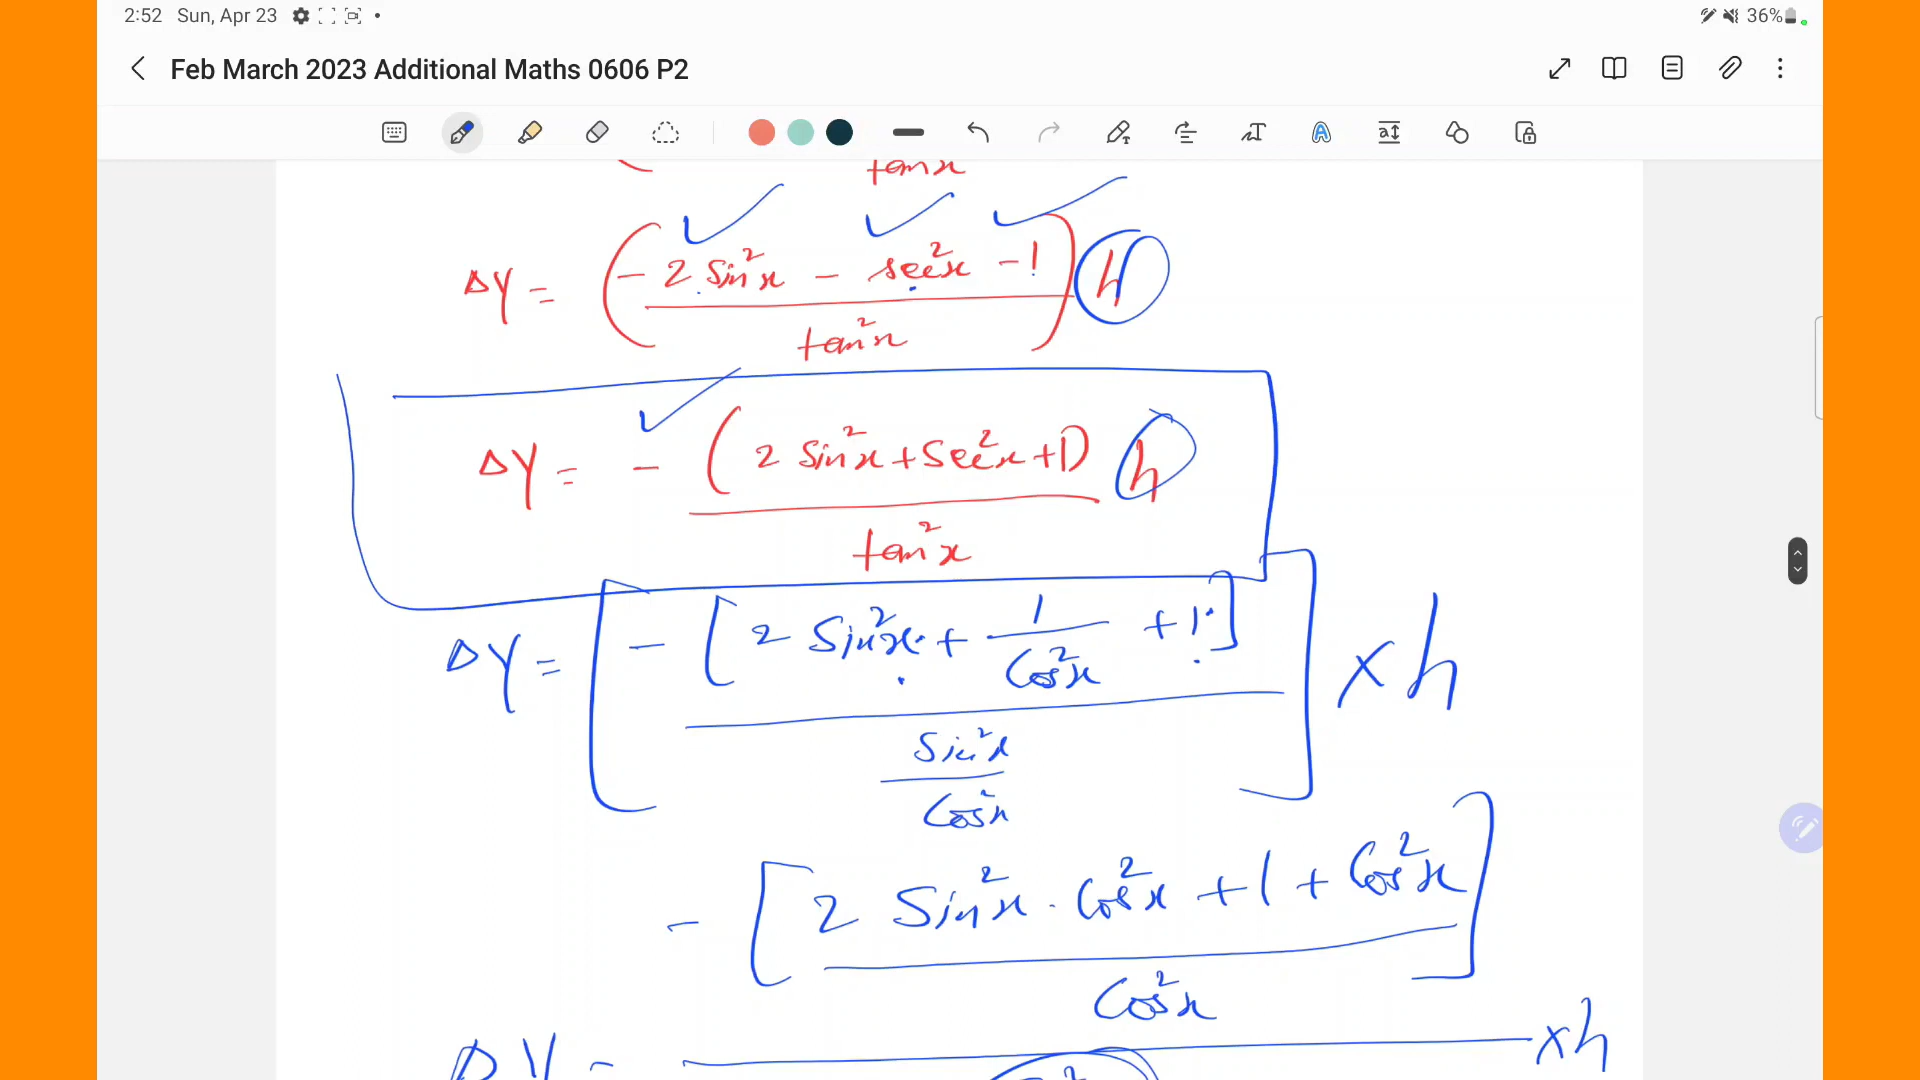 2:52 Sun, Apr 23
36%
Feb March 2023 Additional Maths 0606 P2
tan x
ΔY = (- 2 sin²x - sec²x - 1) h
tan²x
ΔY = - (2 sin²x + sec²x + 1) h
tan²x
ΔY = [- [2 sin²x + 1/cos²x + 1]] x h
sin²x
cos²x
- [2 sin²x . cos²x + 1 + cos²x]
cos²x
ΔY = x h